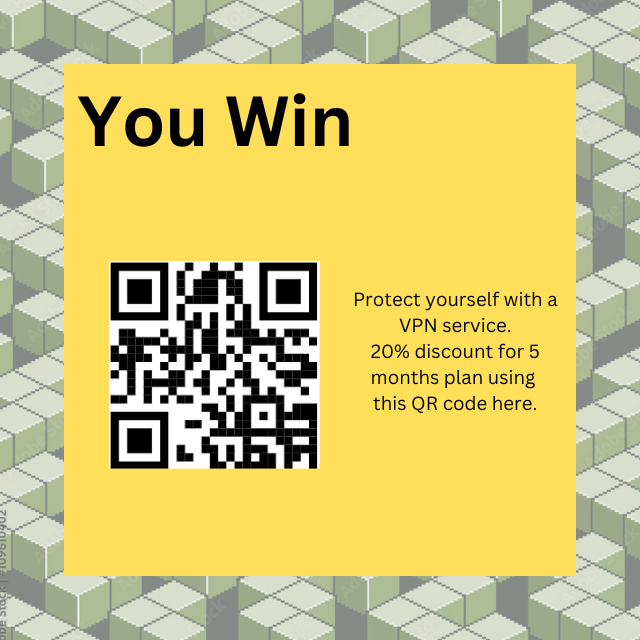 You Win
Protect yourself with a
VPN service.
20% discount for 5
months plan using
this QR code here.